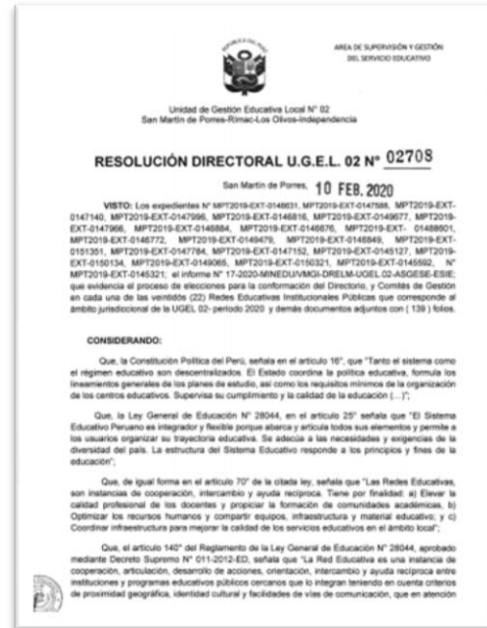 AREA DE SUPERVISIÓN Y GESTIÓN
DEL SERVICIO EDUCATIVO
Unidad de Gestión Educativa Local N° 02
San Martin de Porres-Rímac-Los Olivos-Independencia
RESOLUCIÓN DIRECTORAL U.G.E.L. 02 N° 02708
San Martin de Porres, 10 FEB. 2020
VISTO: Los expedientes N° MPT2019-EXT-0148631, MPT2019-EXT-0147588, MPT2019-EXT-
0147140, MPT2019-EXT-0147996, MPT2019-EXT-0146816, MPT2019-EXT-0149677, MPT2019-
EXT-0147966, MPT2019-EXT-0146884, MPT2019-EXT-0146676, MPT2019-EXT- 01488601,
MPT2019-EXT-0146772, MPT2019-EXT-0149479, MPT2019-EXT-0146849, MPT2019-EXT-
0151351, MPT2019-EXT-0147784, MPT2019-EXT-0147152, MPT2019-EXT-0145127, MPT2019-
EXT-0150134, MPT2019-EXT-0149065, MPT2019-EXT-0150321, MPT2019-EXT-0145592, N°
MPT2019-EXT-0145321; el informe N° 17-2020-MINEDU/VMGI-DRELM-UGEL.02-ASGESE-ESIE;
que evidencia el proceso de elecciones para la conformación del Directorio, y Comités de Gestión
en cada una de las veintidós (22) Redes Educativas Institucionales Públicas que corresponde al
ámbito jurisdiccional de la UGEL 02- periodo 2020 y demás documentos adjuntos con ( 139 ) folios.
CONSIDERANDO:
Que, la Constitución Política del Perú, señala en el artículo 16°, que "Tanto el sistema como
el régimen educativo son descentralizados. El Estado coordina la política educativa, formula los
lineamientos generales de los planes de estudio, así como los requisitos mínimos de la organización
de los centros educativos. Supervisa su cumplimiento y la calidad de la educación (...)";
Que, la Ley General de Educación N° 28044, en el artículo 25° señala que "El Sistema
Educativo Peruano es integrador y flexible porque abarca y articula todos sus elementos y permite a
los usuarios organizar su trayectoria educativa. Se adecúa a las necesidades y exigencias de la
diversidad del país. La estructura del Sistema Educativo responde a los principios y fines de la
educación";
Que, de igual forma en el artículo 70° de la citada ley, señala que "Las Redes Educativas,
son instancias de cooperación, intercambio y ayuda recíproca. Tiene por finalidad: a) Elevar la
calidad profesional de los docentes y propiciar la formación de comunidades académicas, b)
Optimizar los recursos humanos y compartir equipos, infraestructura y material educativo; y c)
Coordinar infraestructura para mejorar la calidad de los servicios educativos en el ámbito local";
Que, el artículo 140° del Reglamento de la Ley General de Educación N° 28044, aprobado
mediante Decreto Supremo N° 011-2012-ED, señala que "La Red Educativa es una instancia de
cooperación, articulación, desarrollo de acciones, orientación, intercambio y ayuda recíproca entre
instituciones y programas educativos públicos cercanos que lo integran teniendo en cuenta criterios
de proximidad geográfica, identidad cultural y facilidades de vías de comunicación, que en atención